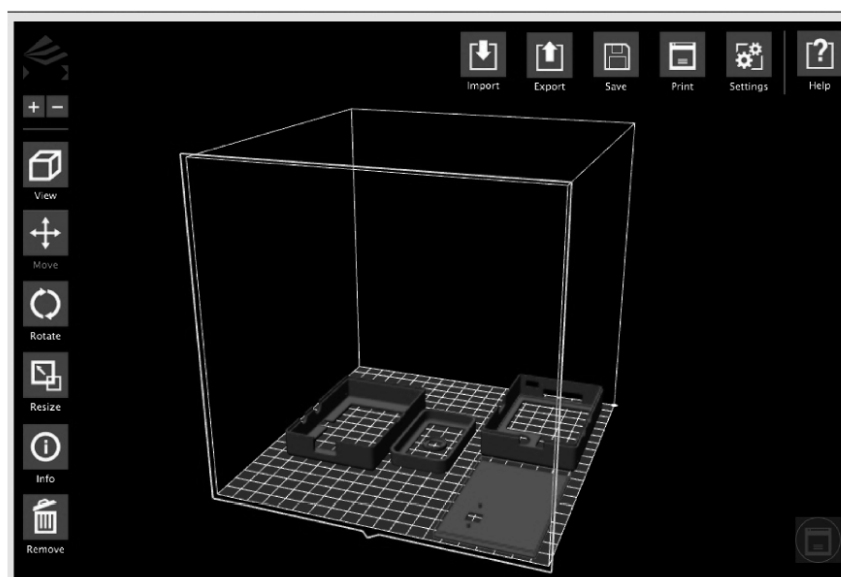 Import
Export
Save
Print
Settings
Help
View
Move
Rotate
Resize
Info
Remove